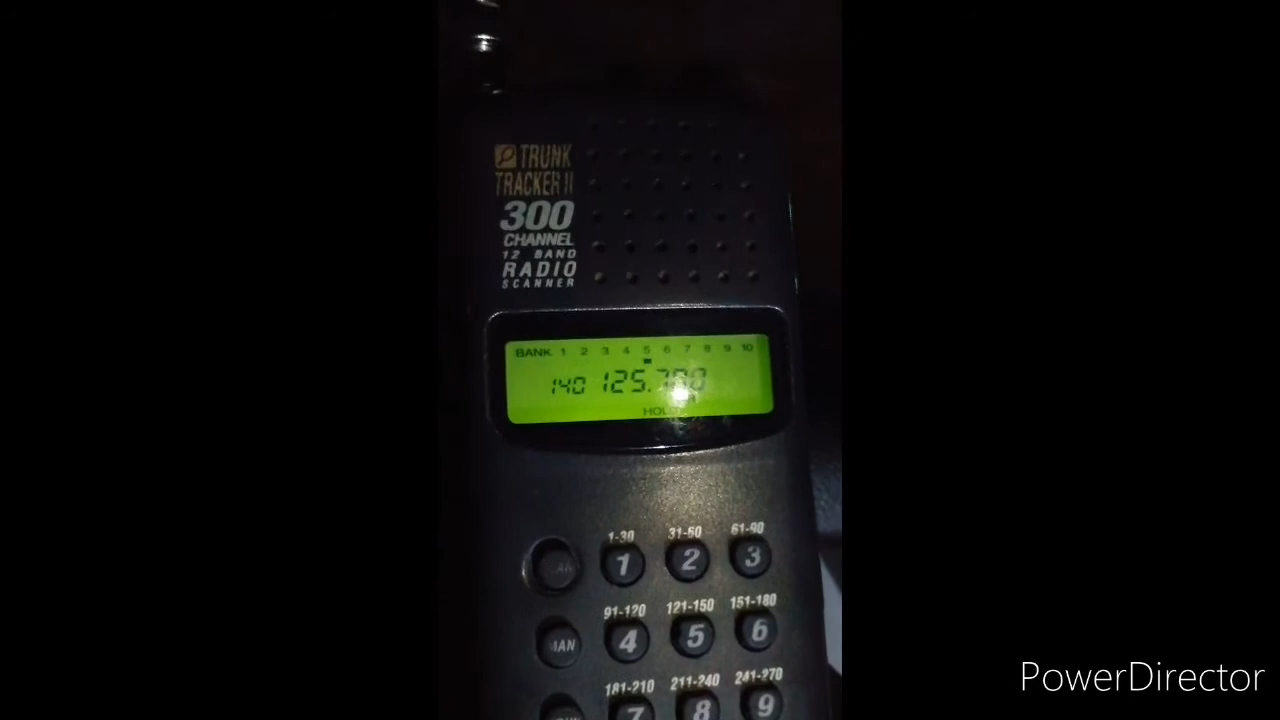 TRUNK
TRACKER II
300
CHANNEL
12 BAND
RADIO
SCANNER
BANK 1 2 3 4 5 6 7 8 9 10
140 125.700
HOLD
1-30 31-60 61-90
1 2 3
91-120 121-150 151-180
MAN 4 5 6
181-210 211-240 241-270
7 8 9
PowerDirector